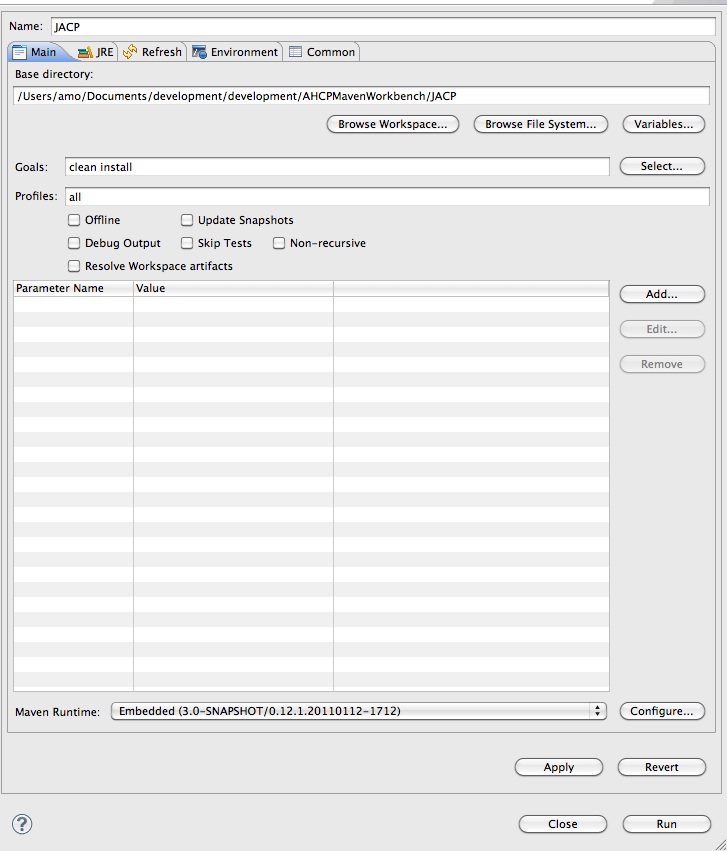 Name: JACP
Main JRE Refresh Environment Common
Base directory:
/Users/amo/Documents/development/development/AHCPMavenWorkbench/JACP
Browse Workspace... Browse File System... Variables...
Goals: clean install Select...
Profiles: all
Offline Update Snapshots
Debug Output Skip Tests Non-recursive
Resolve Workspace artifacts
Parameter Name Value
Add...
Edit...
Remove
Maven Runtime: Embedded (3.0-SNAPSHOT/0.12.1.20110112-1712) Configure...
Apply Revert
? Close Run